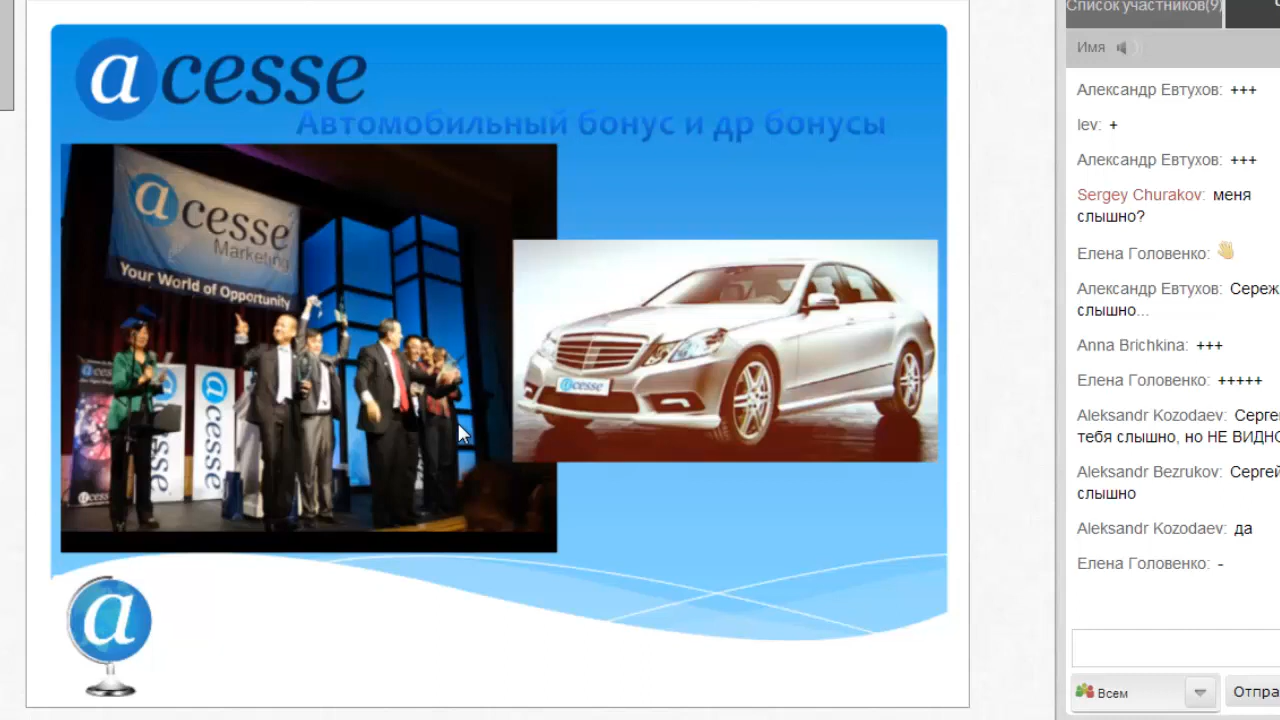 acesse
Автомобильный бонус и др бонусы
acesse
Marketing
Your World of Opportunity
acesse
acesse
acesse
acesse
a
Список участников(9)
Имя
Александр Евтухов: +++
lev: +
Александр Евтухов: +++
Sergey Churakov: меня
слышно?
Елена Головенко:
Александр Евтухов: Сереж
слышно...
Anna Brichkina: +++
Елена Головенко: +++++
Aleksandr Kozodaev: Серге
тебя слышно, но НЕ ВИДНО
Aleksandr Bezrukov: Сергей
слышно
Aleksandr Kozodaev: да
Елена Головенко: -
Всем
Отпра